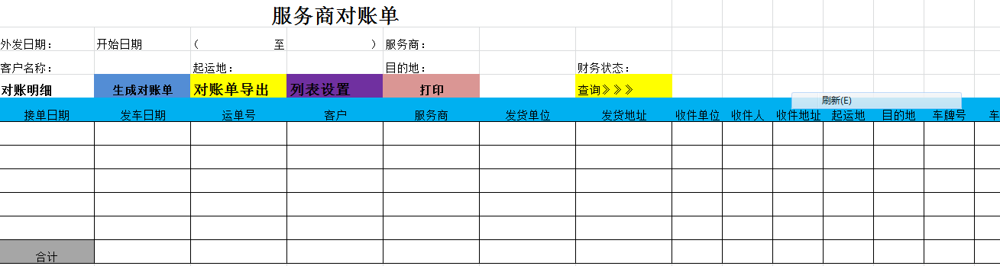 服务商对账单
外发日期： 开始日期 （ 至 ） 服务商：
客户名称： 起运地： 目的地： 财务状态：
对账明细 生成对账单 对账单导出 列表设置 打印 查询》》》
刷新(E)
接单日期 发车日期 运单号 客户 服务商 发货单位 发货地址 收件单位 收件人 收件地址 起运地 目的地 车牌号 车
合计